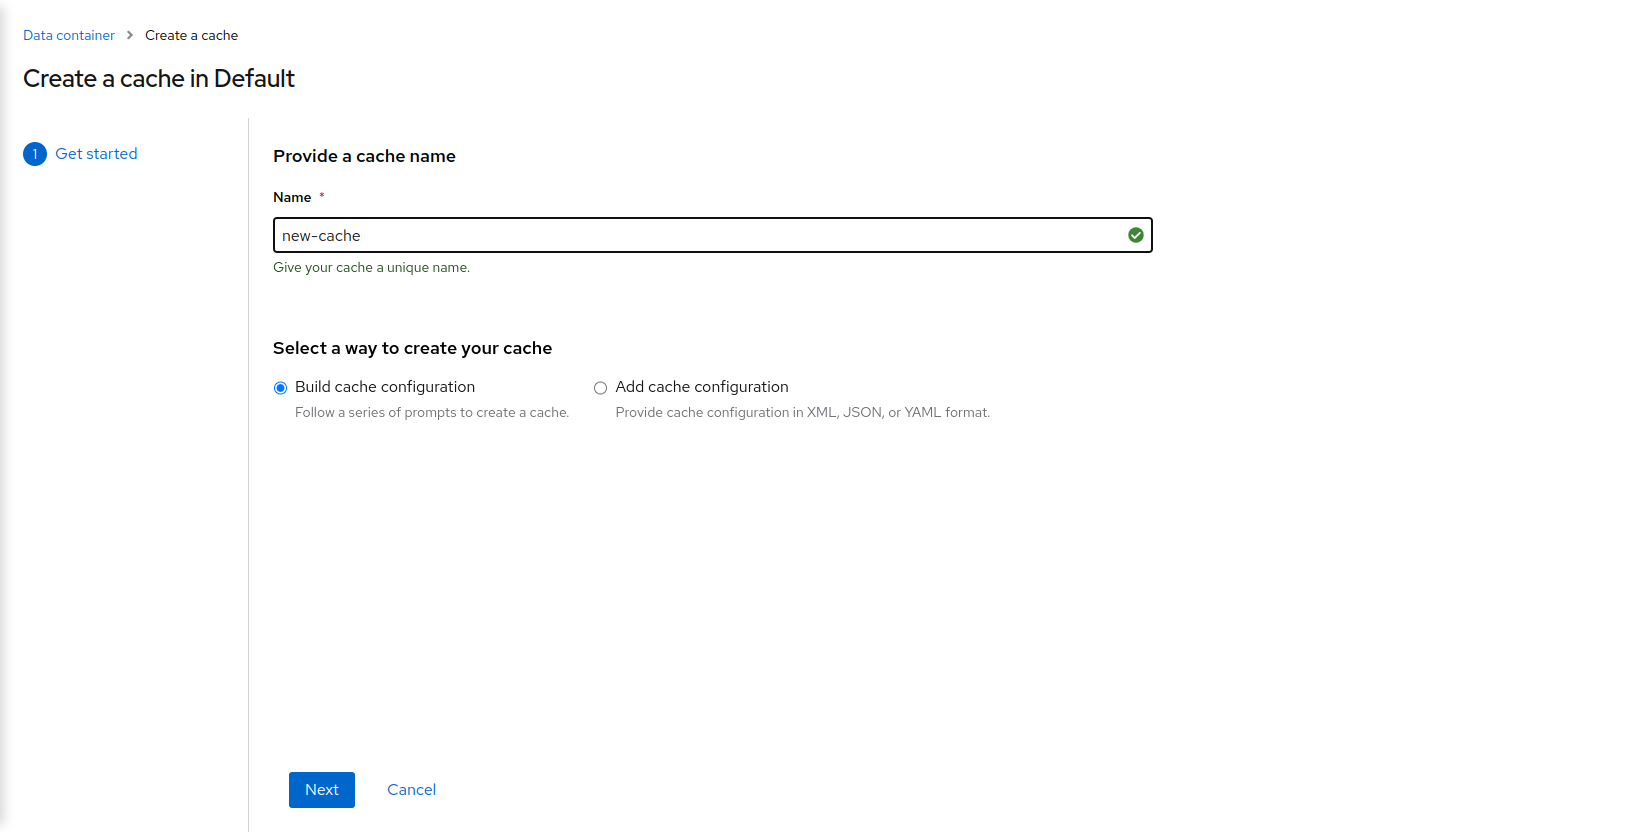 Data container > Create a cache
Create a cache in Default
1 Get started
Provide a cache name
Name *
new-cache
Give your cache a unique name.
Select a way to create your cache
Build cache configuration
Follow a series of prompts to create a cache.
Add cache configuration
Provide cache configuration in XML, JSON, or YAML format.
Next Cancel